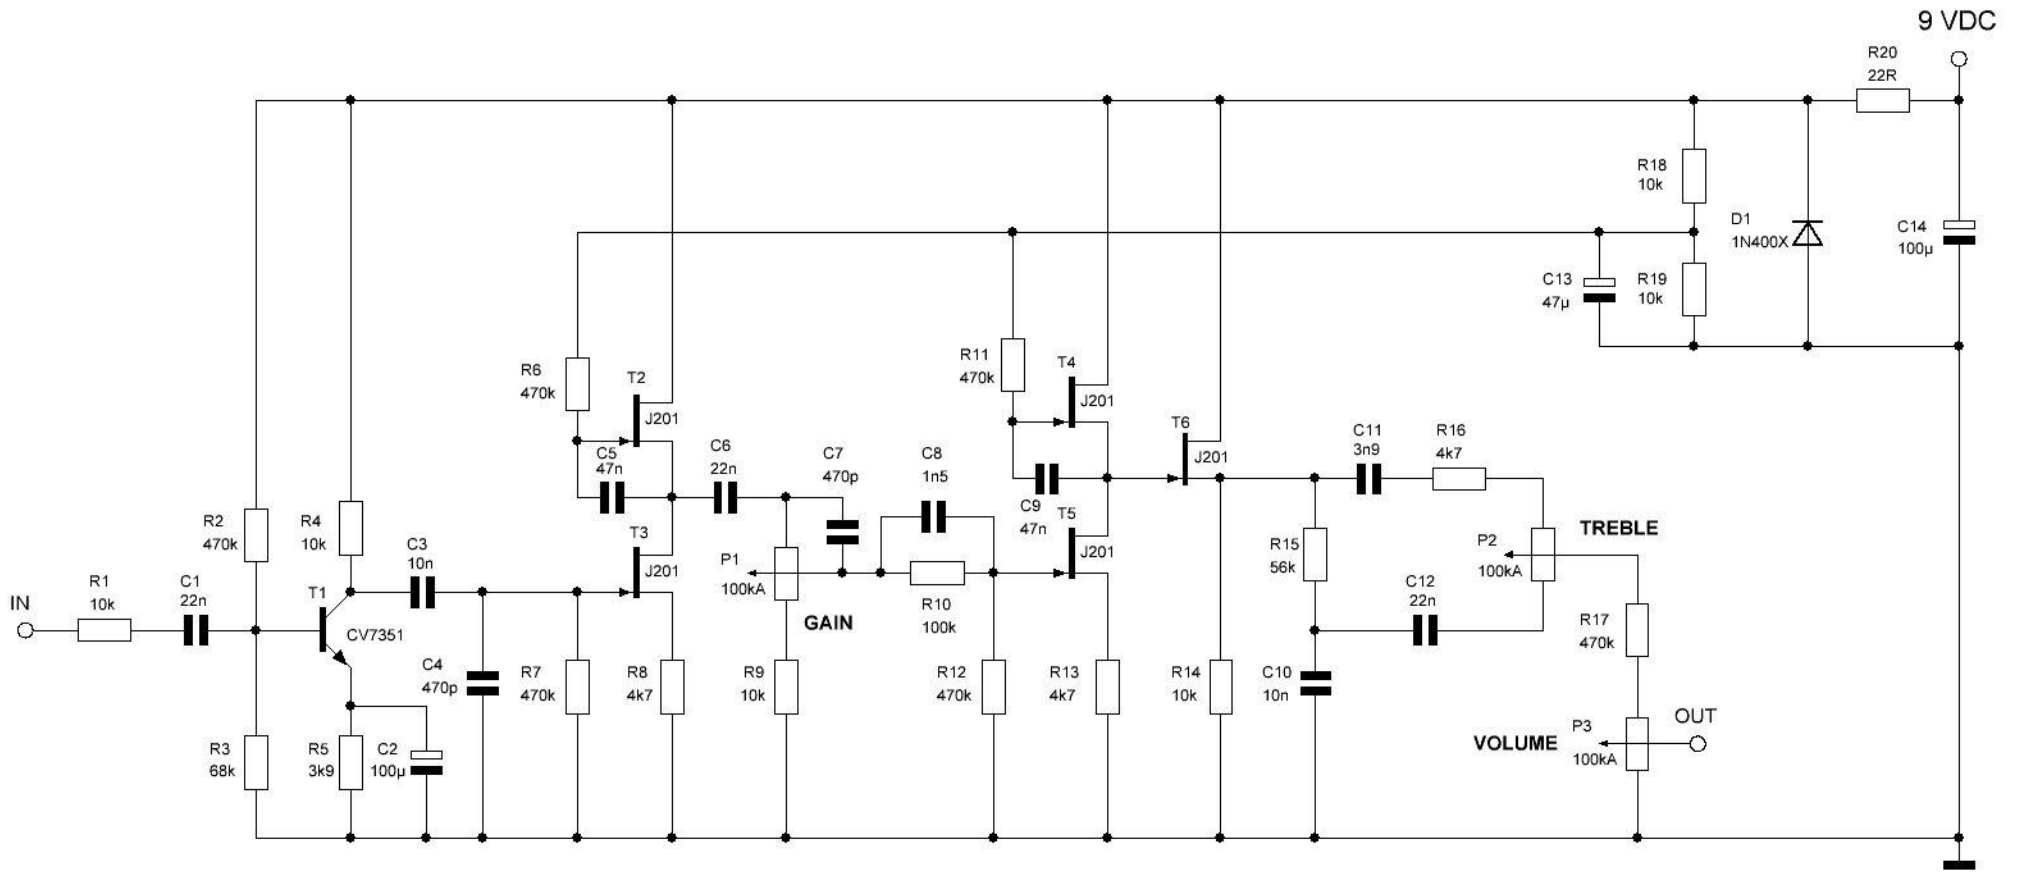 9 VDC
R20
22R
R18
10k
D1
1N400X
C14
100µ
C13
47µ
R19
10k
R6
470k
T2
J201
R11
470k
T4
J201
T6
J201
C5
47n
C6
22n
C7
470p
C8
1n5
C9
47n
C11
3n9
R16
4k7
R2
470k
R4
10k
C3
10n
T3
J201
P1
100kA
GAIN
R10
100k
T5
J201
R15
56k
P2
100kA
TREBLE
C12
22n
IN
R1
10k
C1
22n
T1
CV7351
C4
470p
R7
470k
R8
4k7
R9
10k
R12
470k
R13
4k7
R14
10k
C10
10n
R17
470k
R3
68k
R5
3k9
C2
100µ
VOLUME
P3
100kA
OUT